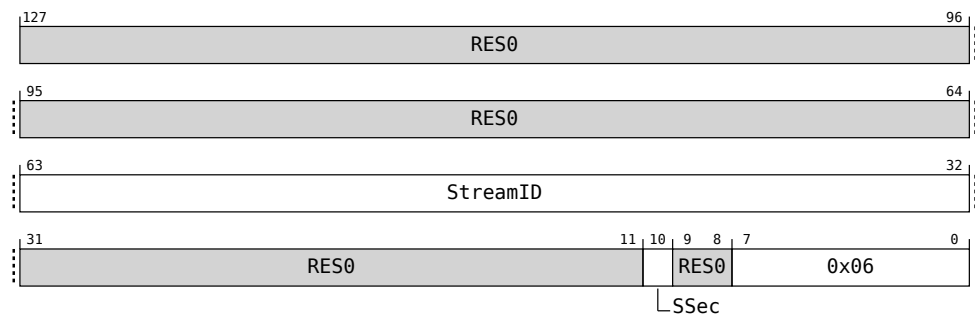 127 96
RES0
95 64
RES0
63 32
StreamID
31 11 10 9 8 7 0
RES0 RES0 0x06
SSec